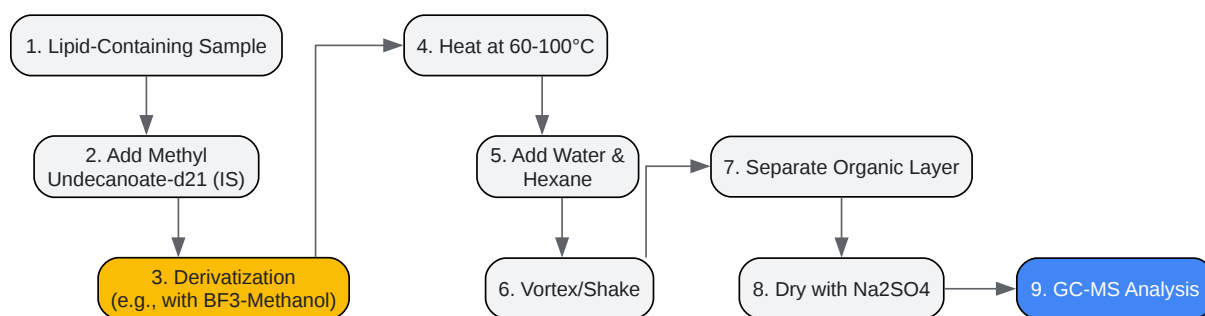 1. Lipid-Containing Sample
2. Add Methyl
Undecanoate-d21 (IS)
3. Derivatization
(e.g., with BF3-Methanol)
4. Heat at 60-100°C
5. Add Water &
Hexane
6. Vortex/Shake
7. Separate Organic Layer
8. Dry with Na2SO4
9. GC-MS Analysis